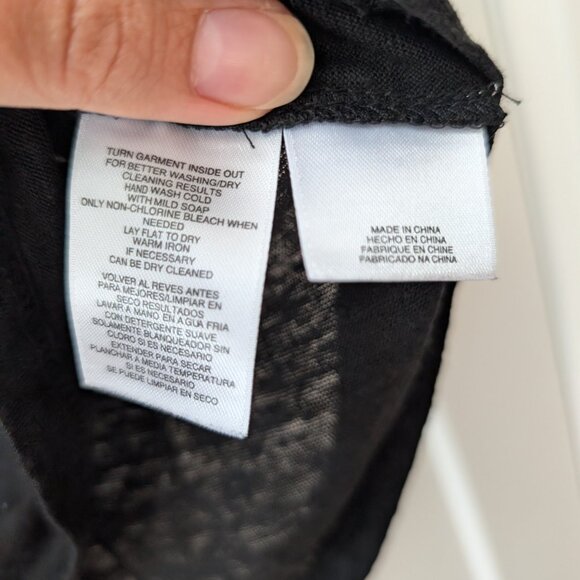 TURN GARMENT INSIDE OUT
FOR BETTER WASHING/DRY
CLEANING RESULTS
HAND WASH COLD
WITH MILD SOAP
ONLY NON-CHLORINE BLEACH WHEN
NEEDED
LAY FLAT TO DRY
WARM IRON
IF NECESSARY
CAN BE DRY CLEANED
VOLVER AL REVES ANTES
PARA MEJORES/LIMPIAR EN
SECO RESULTADOS
LAVAR A MANO EN AGUA FRIA
CON DETERGENTE SUAVE
SOLAMENTE BLANQUEADOR SIN
CLORO SI ES NECESARIO
EXTENDER PARA SECAR
PLANCHAR A MEDIA TEMPERATURA
SI ES NECESARIO
SE PUEDE LIMPIAR EN SECO
MADE IN CHINA
HECHO EN CHINA
FABRIQUE EN CHINE
FABRICADO NA CHINA